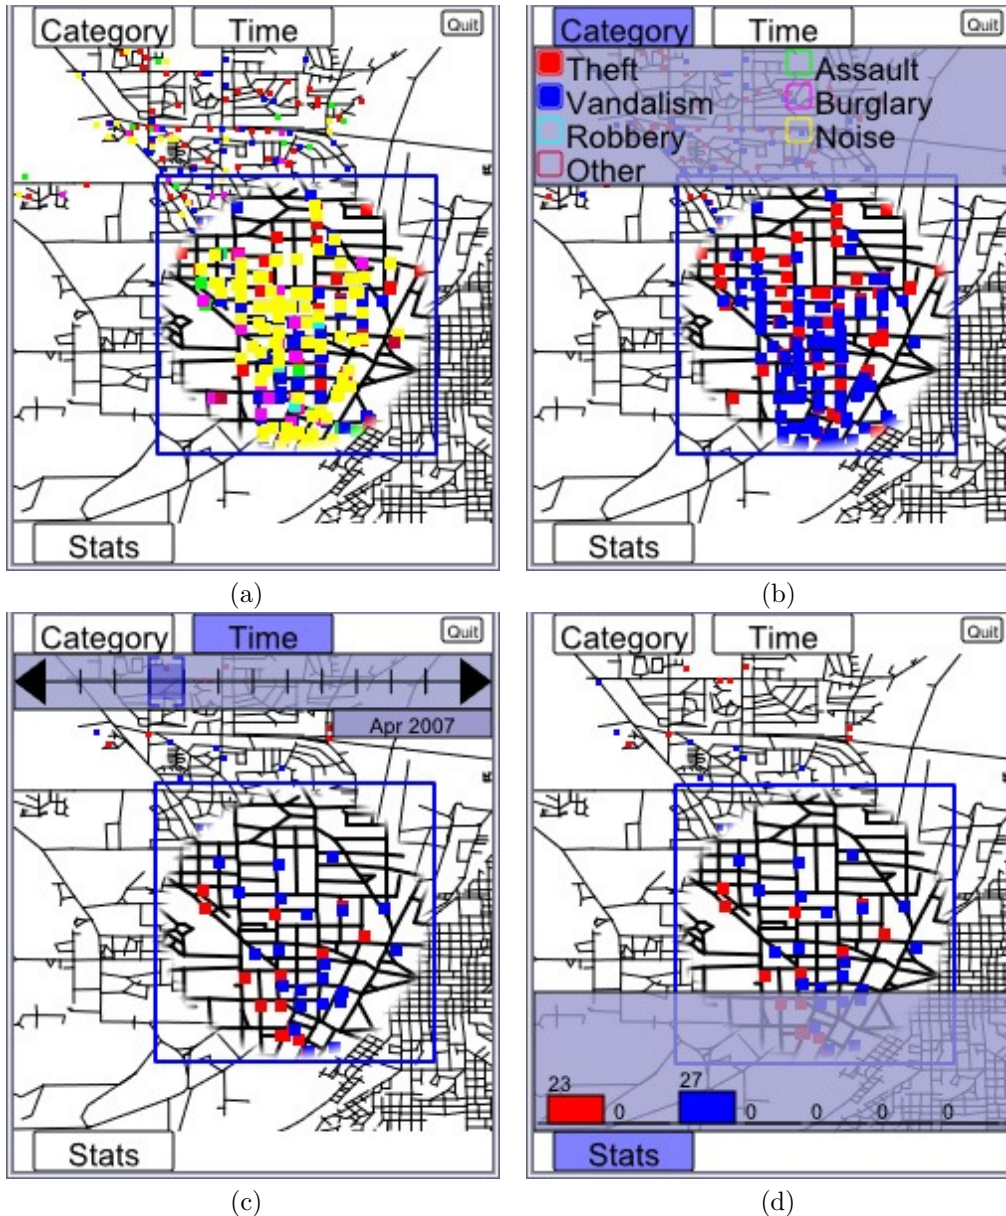 Category Time Quit
Stats
(a)
Category Time Quit
Theft Assault
Vandalism Burglary
Robbery Noise
Other
Stats
(b)
Category Time Quit
Apr 2007
Stats
(c)
Category Time Quit
23 0 27 0 0 0 0
Stats
(d)